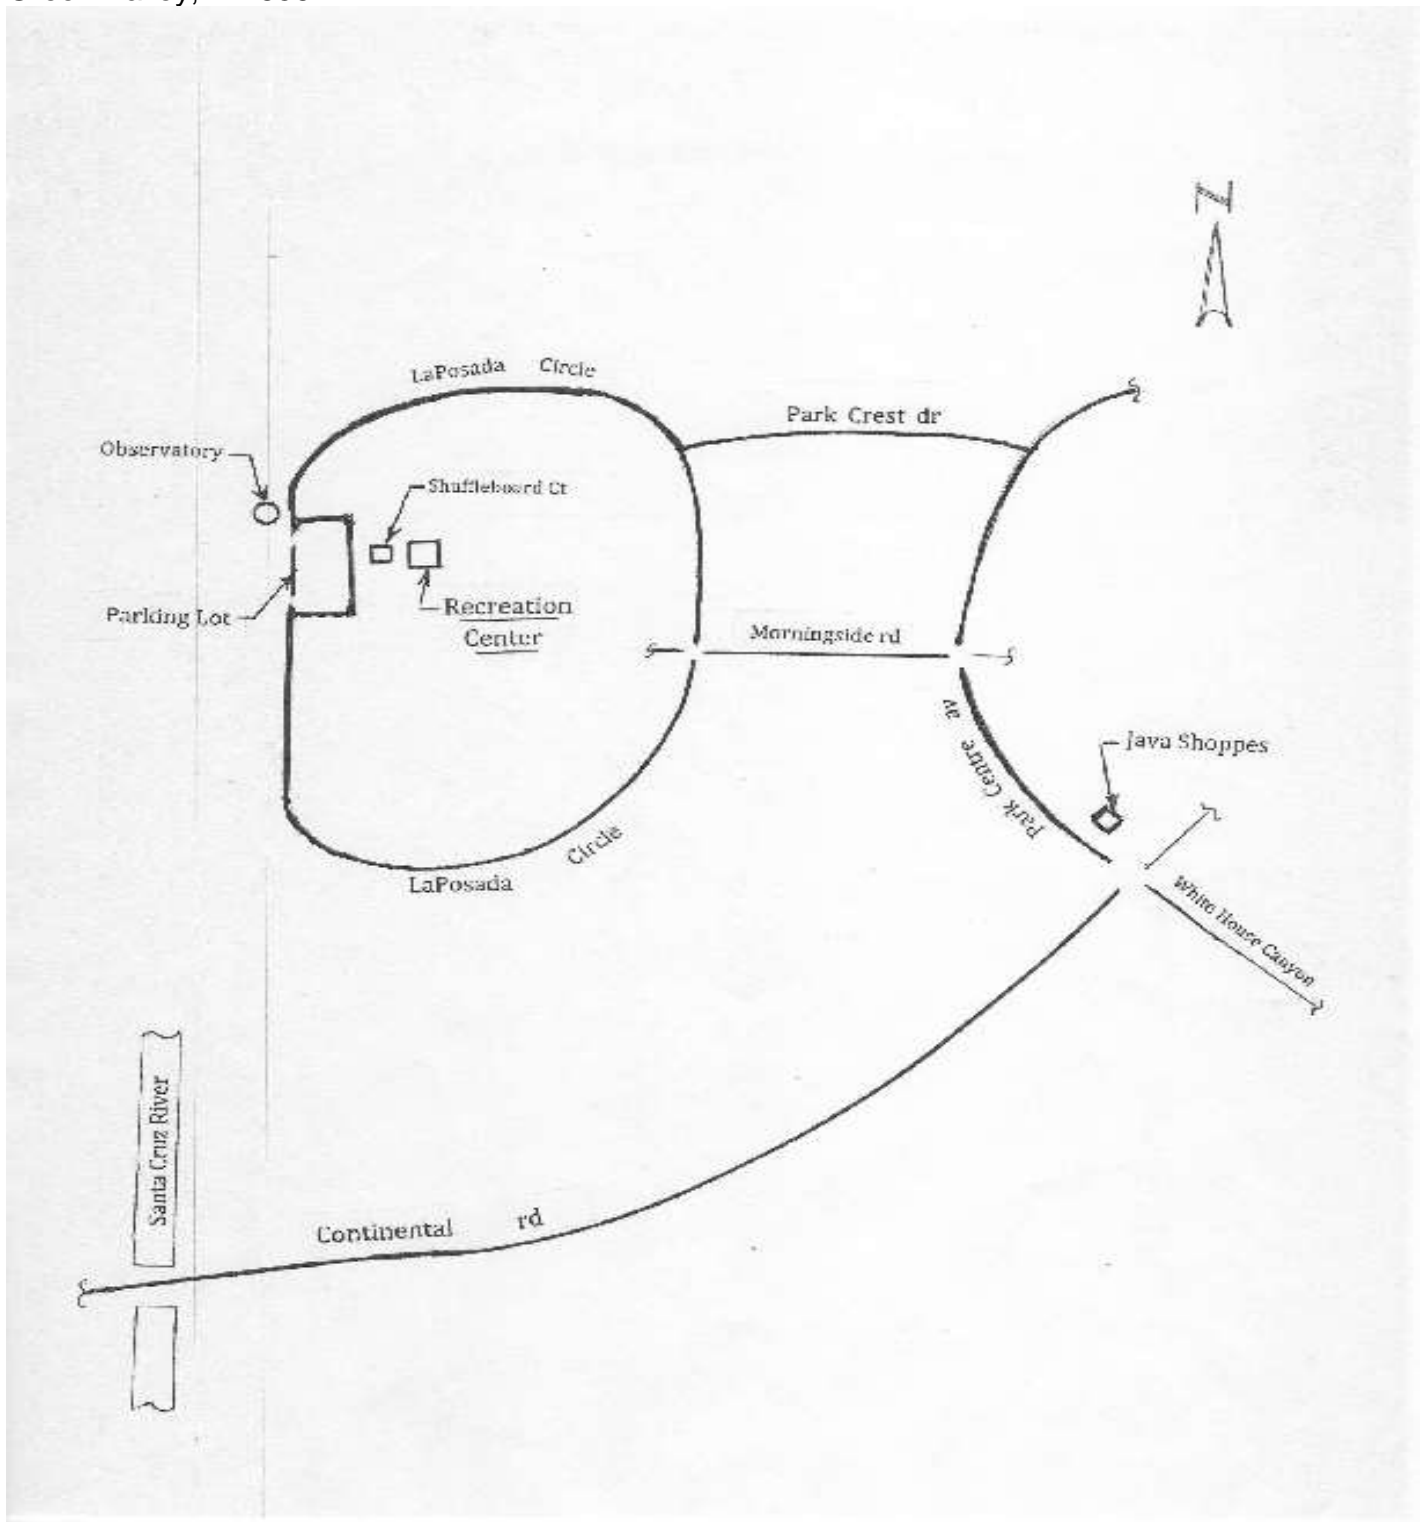 N
LaPosada Circle
Park Crest dr
Observatory
Shuffleboard Ct
Parking Lot
Recreation
Center
Morningside rd
Park Centre av
Java Shoppes
Circle
LaPosada
White House Canyon
Santa Cruz River
Continental rd